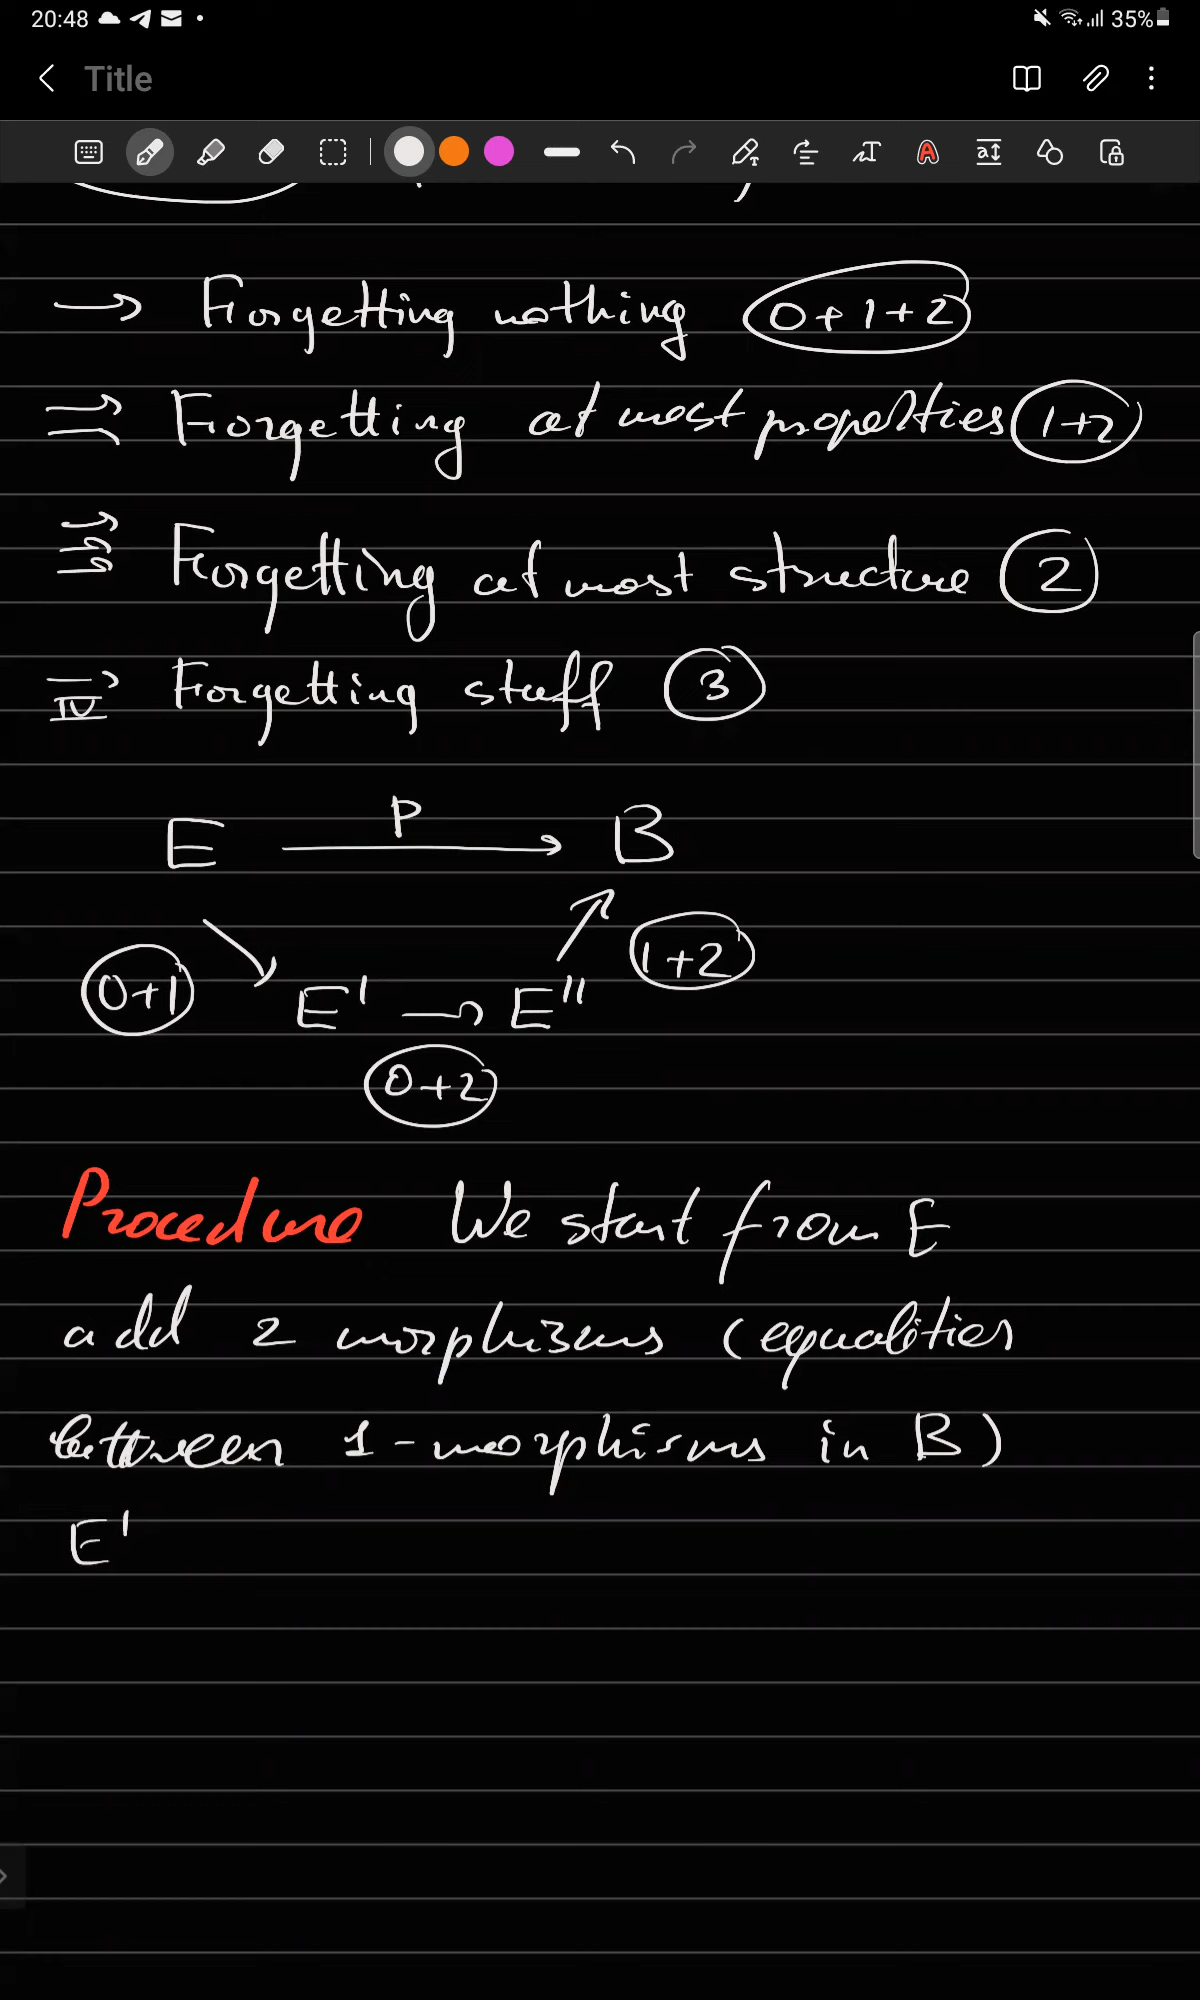 20:48
35%
Title
→ Forgetting nothing (0+1+2)
⇒ Forgetting at most properties (1+2)
Forgetting at most structure (2)
IV Forgetting stuff (3)
E P→ B
0+1 1+2
E' → E''
0+2
Procedure We start from E
add 2 morphisms (equalities
between 1-morphisms in B)
E'